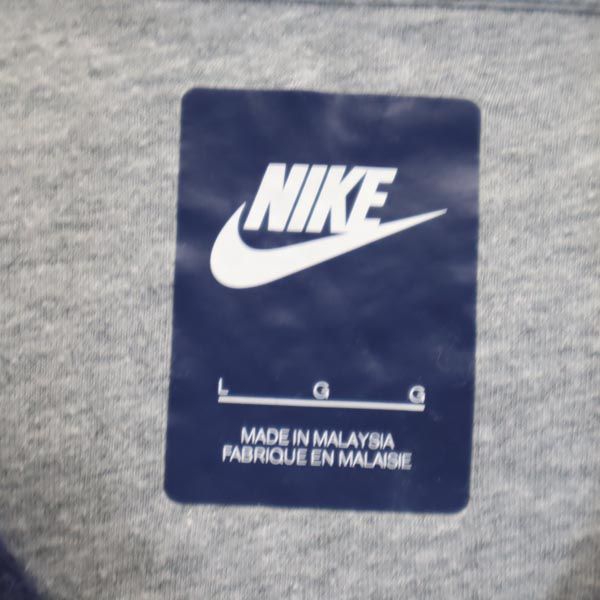 NIKE
L G G
MADE IN MALAYSIA
FABRIQUE EN MALAISIE